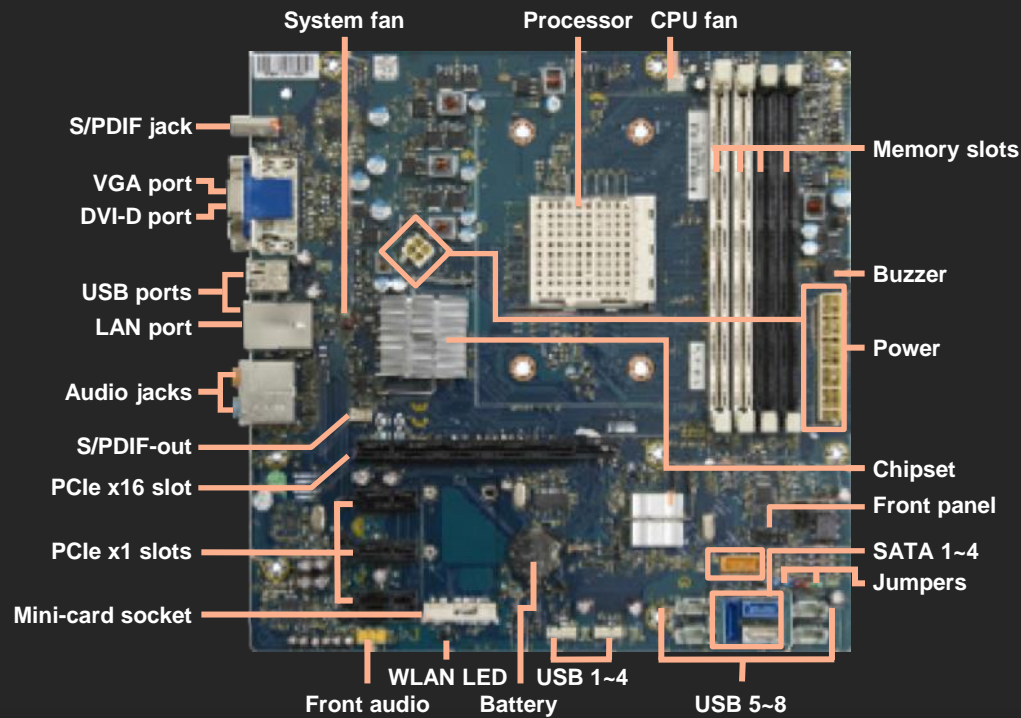 System fan
Processor
CPU fan
S/PDIF jack
Memory slots
VGA port
DVI-D port
Buzzer
USB ports
LAN port
Power
Audio jacks
S/PDIF-out
Chipset
PCIe x16 slot
Front panel
PCIe x1 slots
SATA 1~4
Jumpers
Mini-card socket
WLAN LED
USB 1~4
Front audio
Battery
USB 5~8